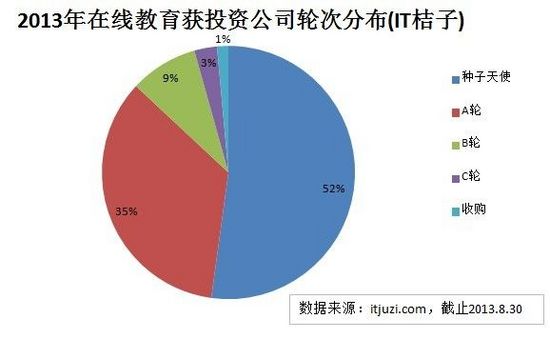 2013年在线教育获投资公司轮次分布(IT桔子)
1%
3%
9%
35%
52%
种子天使
A轮
B轮
C轮
收购
数据来源：itjuzi.com，截止2013.8.30